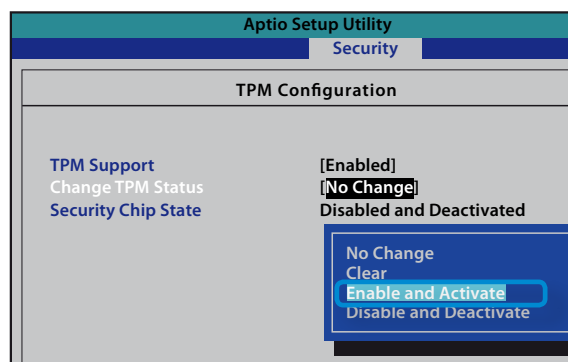 Aptio Setup Utility
Security
TPM Configuration
TPM Support [Enabled]
Change TPM Status [No Change]
Security Chip State Disabled and Deactivated
No Change
Clear
Enable and Activate
Disable and Deactivate